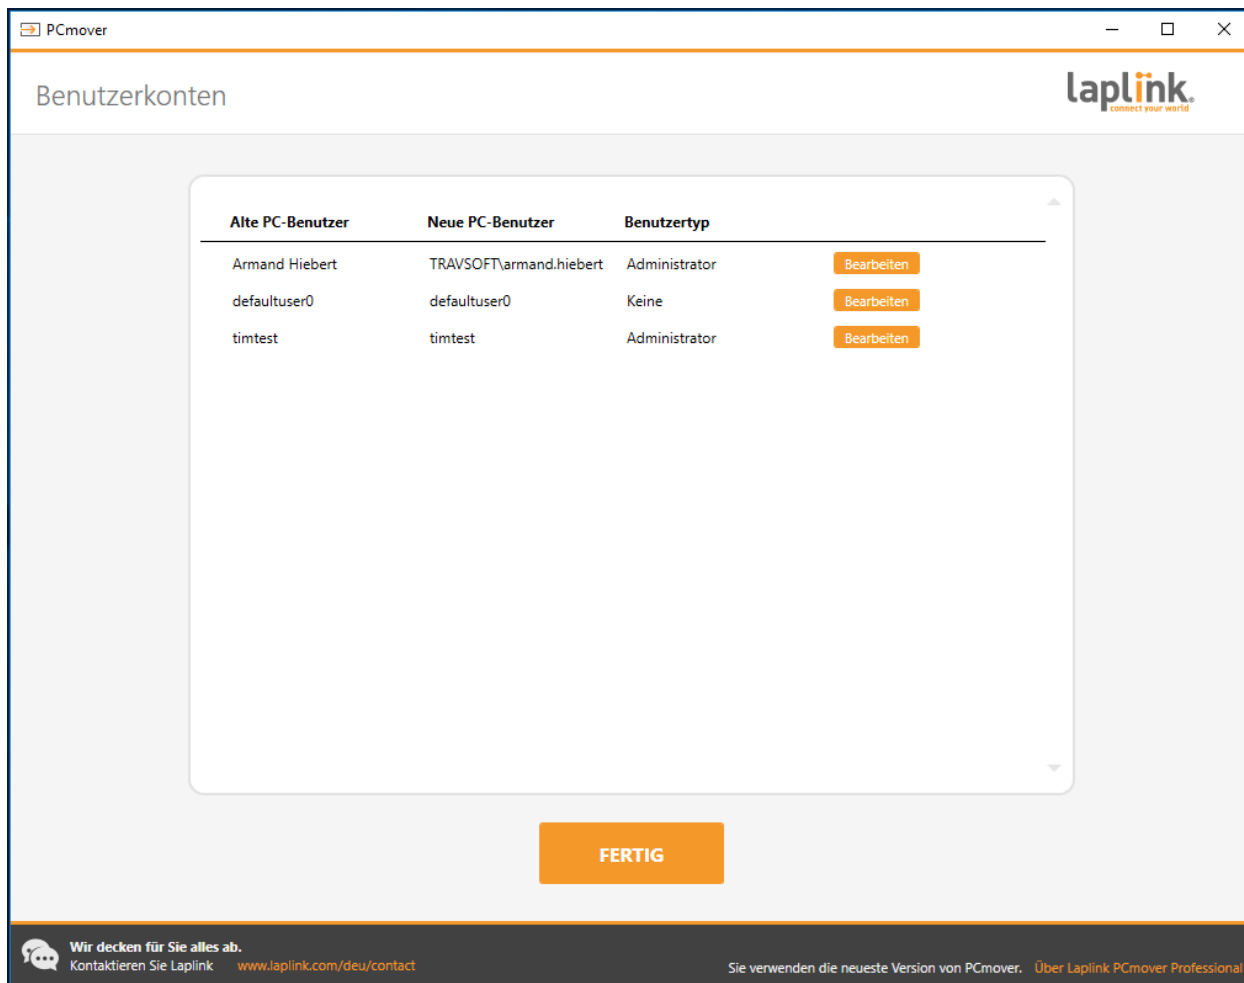 PCmover
Benutzerkonten
laplink®
connect your world
Alte PC-Benutzer Neue PC-Benutzer Benutzertyp
Armand Hiebert TRAVSOFT\armand.hiebert Administrator Bearbeiten
defaultuser0 defaultuser0 Keine Bearbeiten
timtest timtest Administrator Bearbeiten
FERTIG
Wir decken für Sie alles ab.
Kontaktieren Sie Laplink www.laplink.com/deu/contact
Sie verwenden die neueste Version von PCmover. Über Laplink PCmover Professional